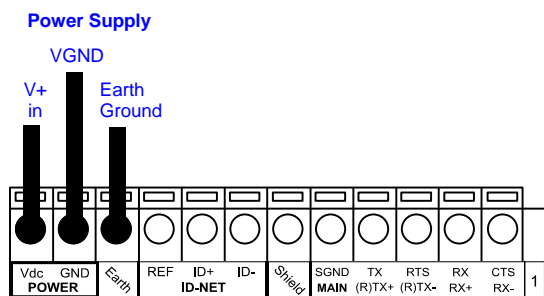 Power Supply
VGND
V+
in
Earth
Ground
Vdc GND
POWER
Earth
REF ID+ ID-
ID-NET
Shield
SGND TX RTS RX CTS
MAIN (R)TX+ (R)TX- RX+ RX-
1